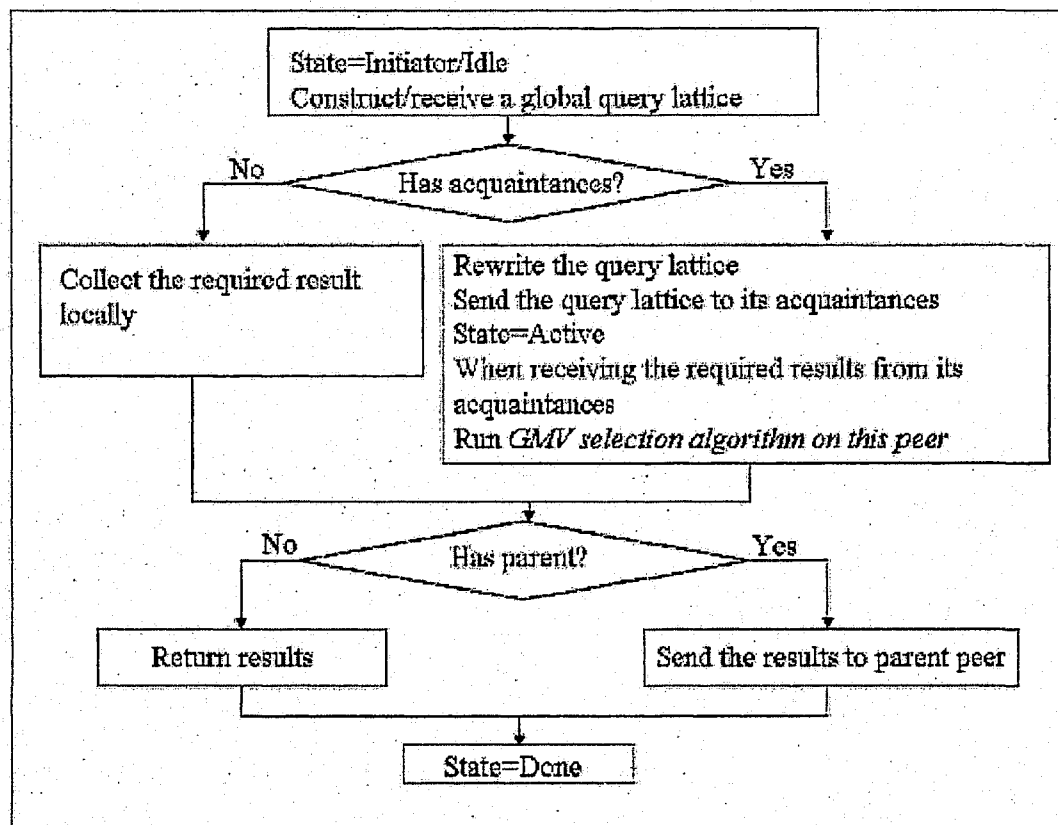 State=Initiator/Idle
Construct/receive a global query lattice
No
Yes
Has acquaintances?
Collect the required result
locally
Rewrite the query lattice
Send the query lattice to its acquaintances
State=Active
When receiving the required results from its
acquaintances
Run GMV selection algorithm on this peer
No
Yes
Has parent?
Return results
Send the results to parent peer
State=Done